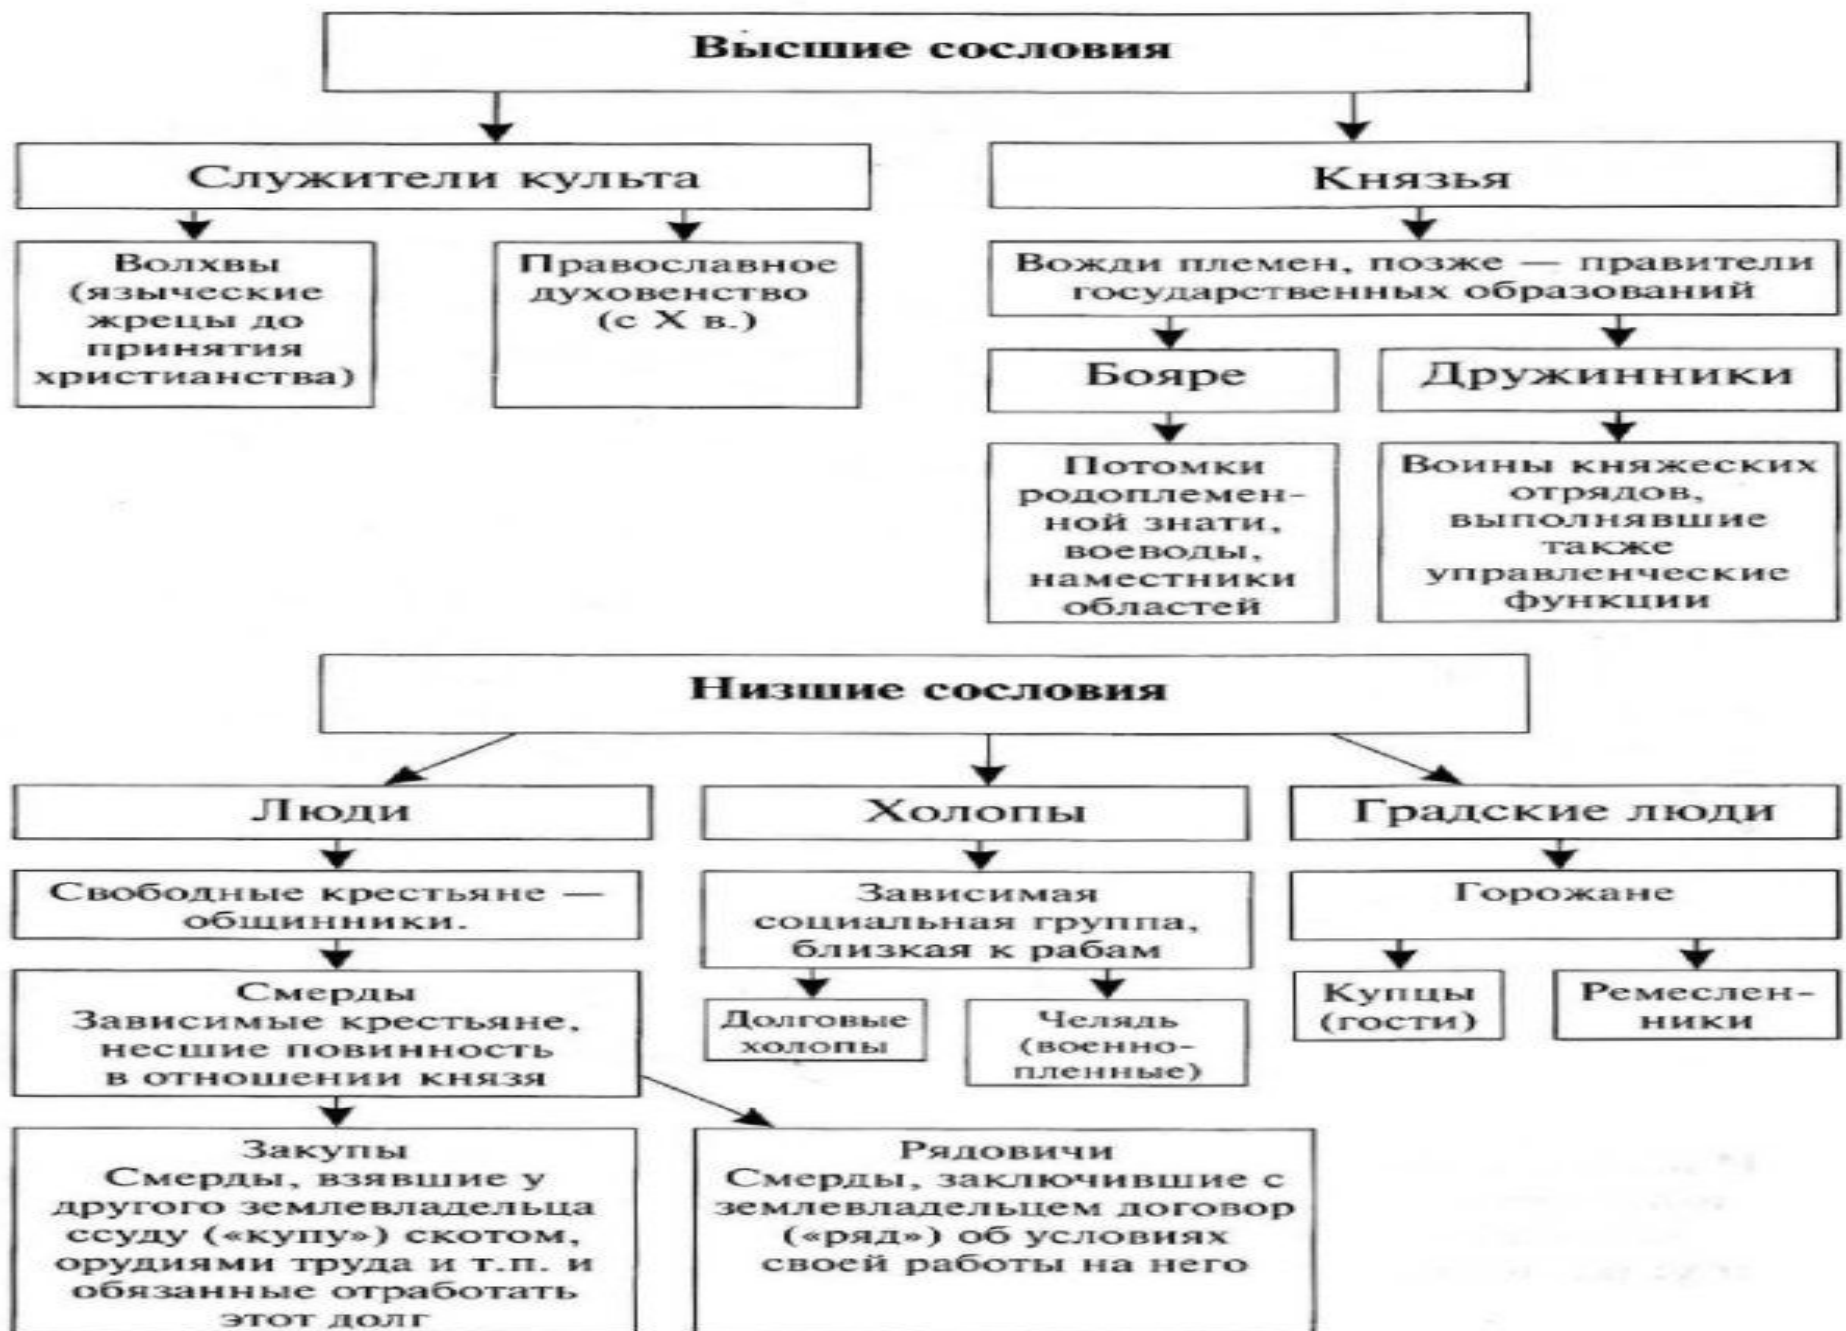 Высшие сословия
Служители культа
Волхвы
(языческие
жрецы до
принятия
христианства)
Православное
духовенство
(с X в.)
Князья
Вожди племен, позже — правители
государственных образований
Бояре
Потомки
родоплемен-
ной знати,
воеводы,
наместники
областей
Дружинники
Воины княжеских
отрядов,
выполнявшие
также
управленческие
функции
Низшие сословия
Люди
Свободные крестьяне —
общинники.
Смерды
Зависимые крестьяне,
несшие повинность
в отношении князя
Закупы
Смерды, взявшие у
другого землевладельца
ссуду («купу») скотом,
орудиями труда и т.п. и
обязанные отработать
этот долг
Рядовичи
Смерды, заключившие с
землевладельцем договор
(«ряд») об условиях
своей работы на него
Холопы
Зависимая
социальная группа,
близкая к рабам
Долговые
холопы
Челядь
(военно-
пленные)
Градские люди
Горожане
Купцы
(гости)
Ремеслен-
ники